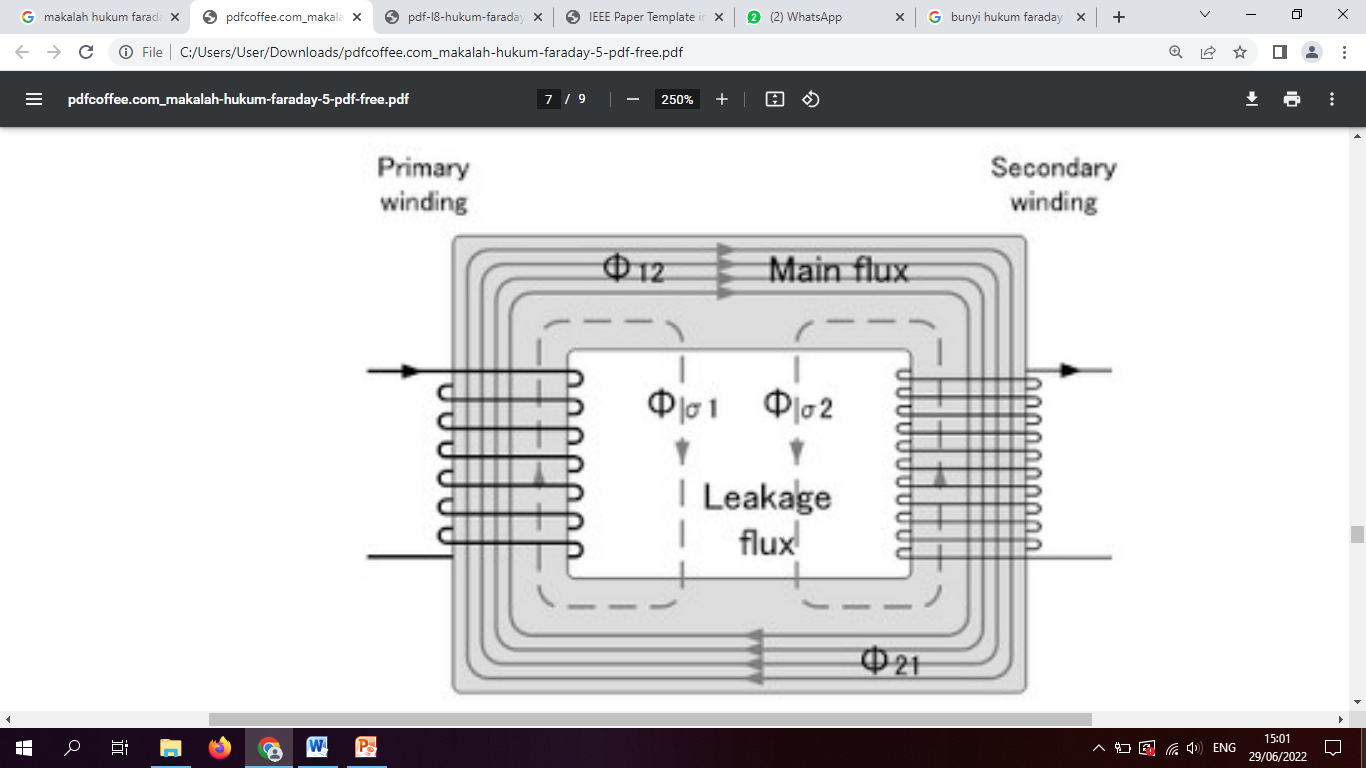 makalah hukum farada
pdfcoffee.com_makala
pdf-l8-hukum-faraday
IEEE Paper Template in
(2) WhatsApp
bunyi hukum faraday
File
C:/Users/User/Downloads/pdfcoffee.com_makalah-hukum-faraday-5-pdf-free.pdf
pdfcoffee.com_makalah-hukum-faraday-5-pdf-free.pdf
7 / 9
250%
Primary
winding
Secondary
winding
Φ 12
Main flux
Φ σ1
Φ σ2
Leakage
flux
Φ 21
ENG
15:01
29/06/2022